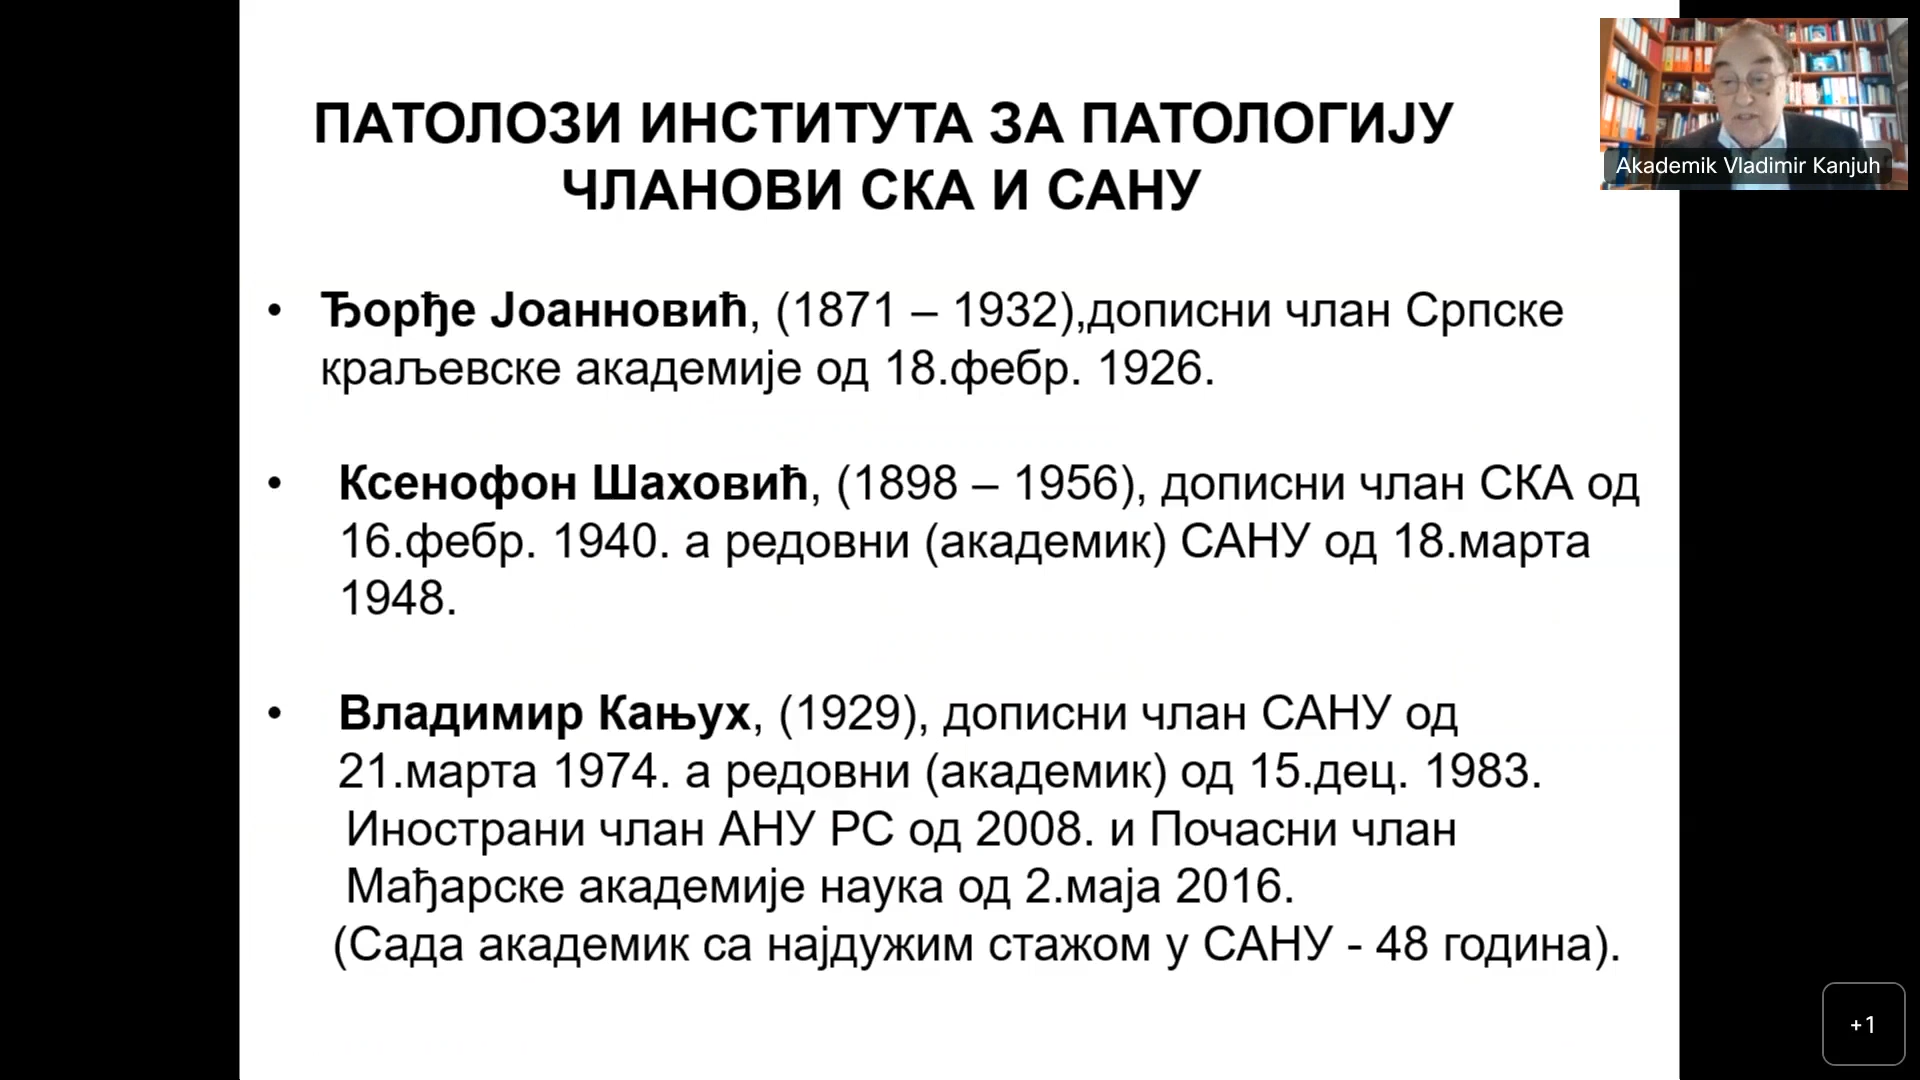 ПАТОЛОЗИ ИНСТИТУТА ЗА ПАТОЛОГИЈУ
ЧЛАНОВИ СКА И САНУ
Akademik Vladimir Kanjuh
• Ђорђе Јоанновић, (1871 – 1932),дописни члан Српске
краљевске академије од 18.фебр. 1926.
• Ксенофон Шаховић, (1898 – 1956), дописни члан СКА од
16.фебр. 1940. а редовни (академик) САНУ од 18.марта
1948.
• Владимир Кањух, (1929), дописни члан САНУ од
21.марта 1974. а редовни (академик) од 15.дец. 1983.
Инострани члан АНУ РС од 2008. и Почасни члан
Мађарске академије наука од 2.маја 2016.
(Сада академик са најдужим стажом у САНУ - 48 година).
+1